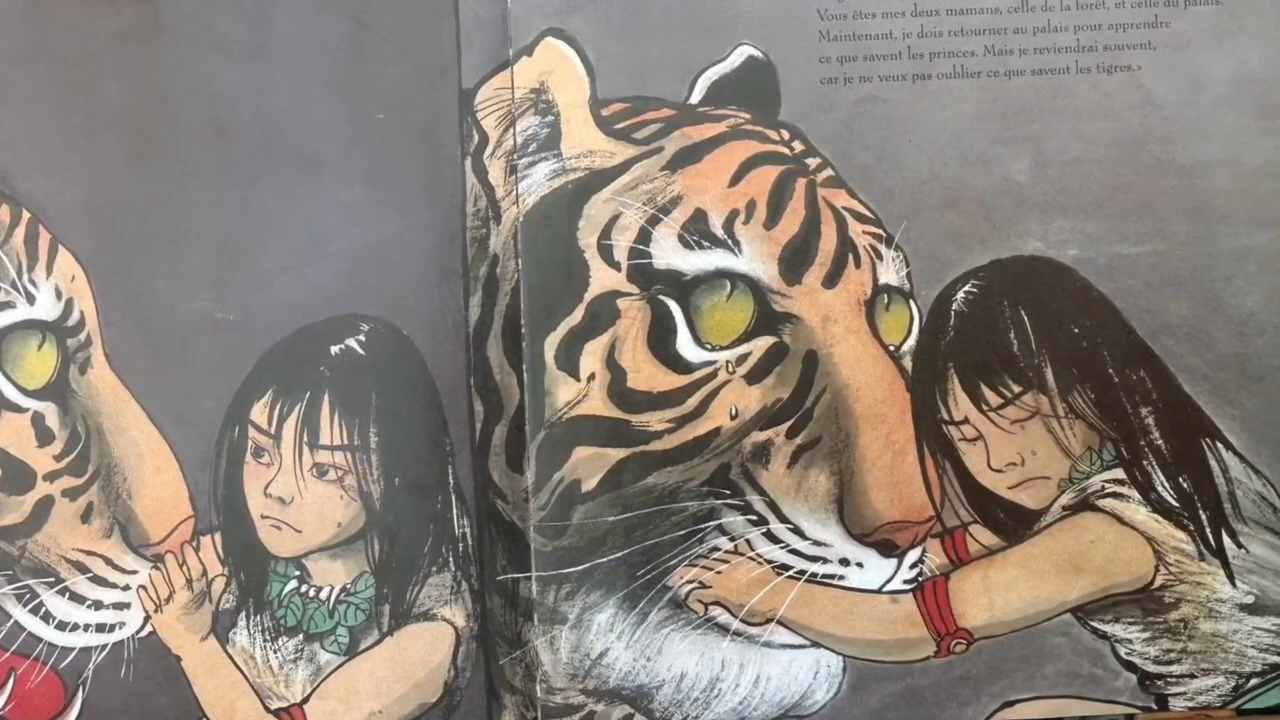 Vous êtes mes deux mamans, celle de la forêt, et celle du palais.
Maintenant, je dois retourner au palais pour apprendre
ce que savent les princes. Mais je reviendrai souvent,
car je ne veux pas oublier ce que savent les tigres.»